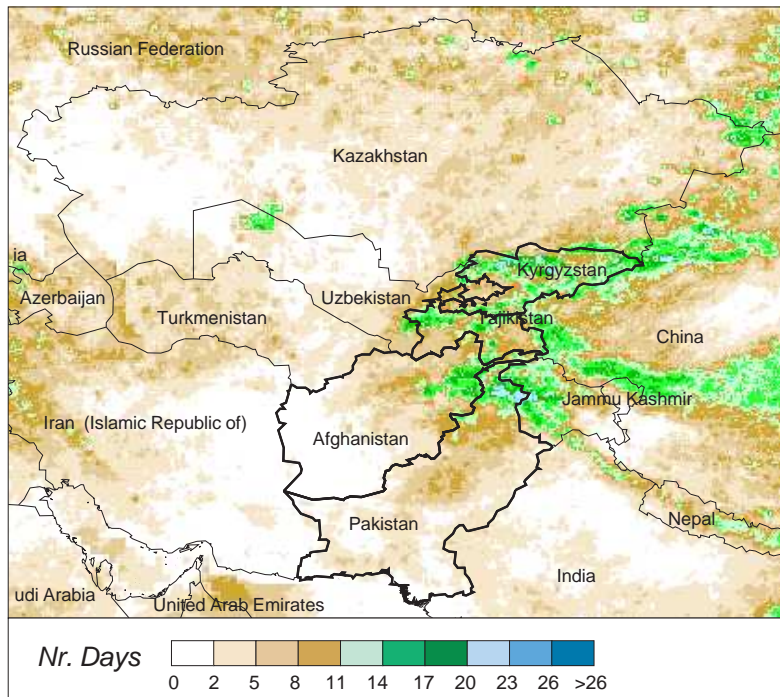 Russian Federation
Kazakhstan
ia
Kyrgyzstan
Azerbaijan
Turkmenistan
Uzbekistan
Tajikistan
China
Jammu Kashmir
Iran (Islamic Republic of)
Afghanistan
Nepal
Pakistan
India
udi Arabia
United Arab Emirates
Nr. Days
0 2 5 8 11 14 17 20 23 26 >26